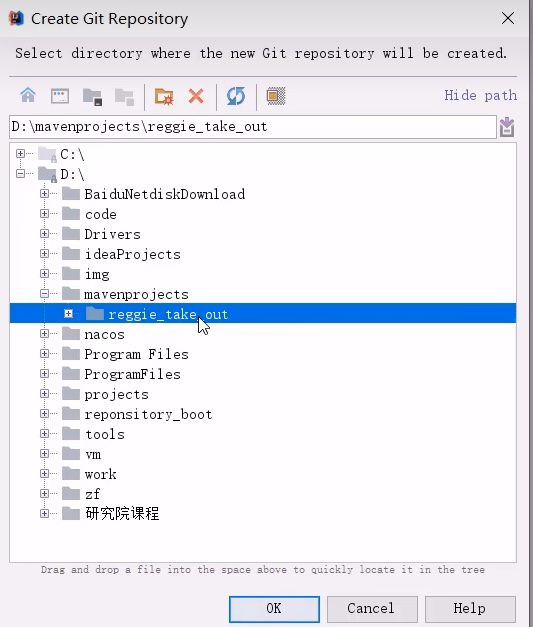 Create Git Repository
Select directory where the new Git repository will be created.
Hide path
D:\mavenprojects\reggie_take_out
C:\
D:\
BaiduNetdiskDownload
code
Drivers
ideaProjects
img
mavenprojects
reggie_take_out
nacos
Program Files
ProgramFiles
projects
reponsitory_boot
tools
vm
work
zf
研究院课程
Drag and drop a file into the space above to quickly locate it in the tree
OK Cancel Help